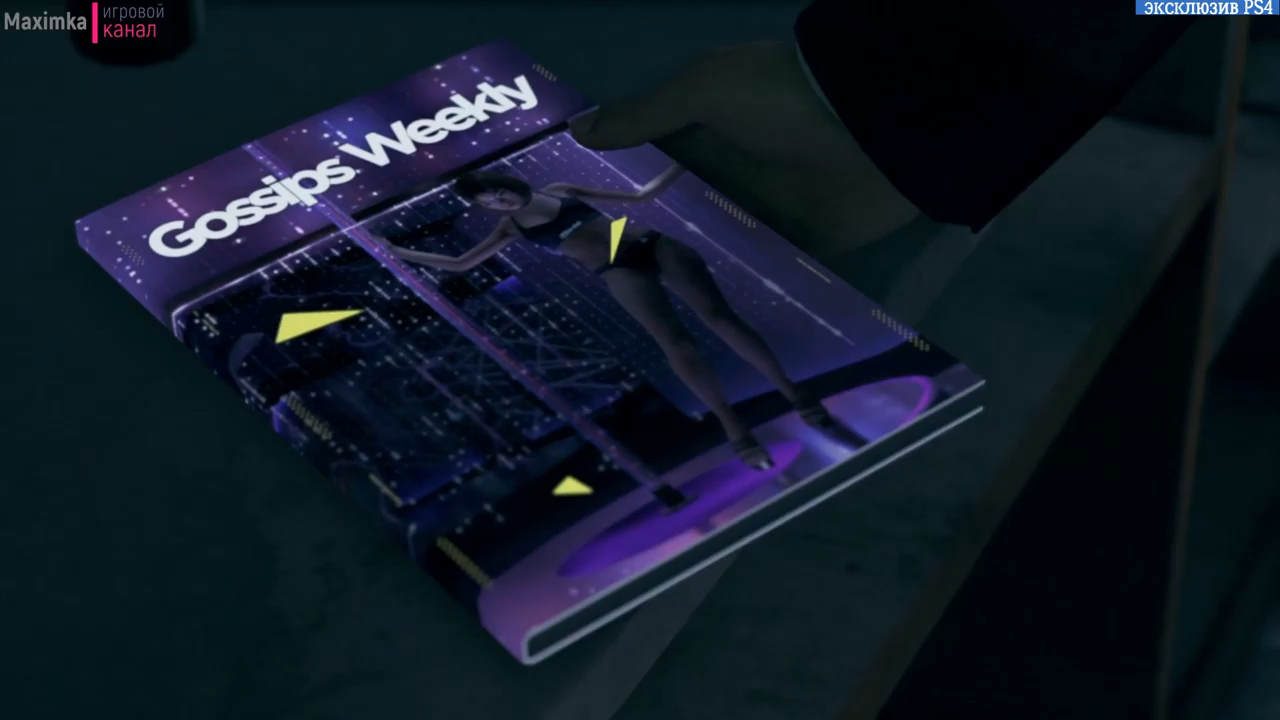 Maximka
игровой
канал
эксклюзив PS4
Gossips Weekly